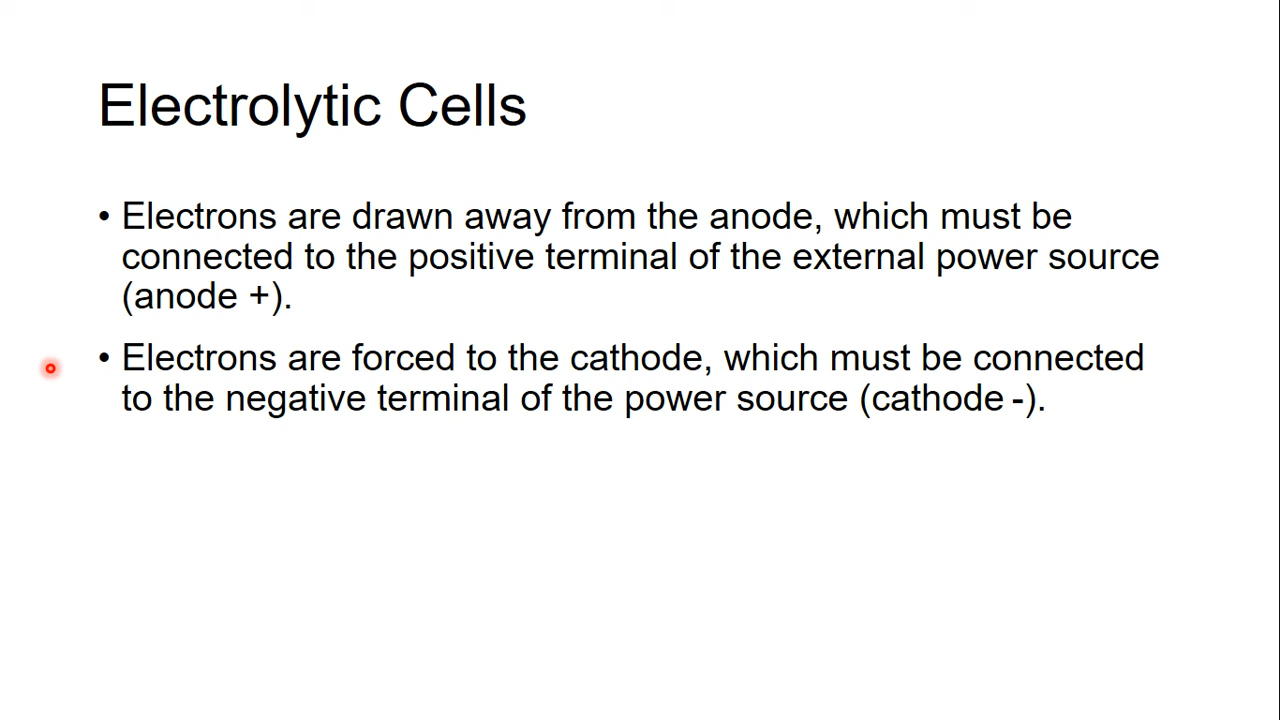 Electrolytic Cells
• Electrons are drawn away from the anode, which must be
connected to the positive terminal of the external power source
(anode +).
• Electrons are forced to the cathode, which must be connected
to the negative terminal of the power source (cathode -).